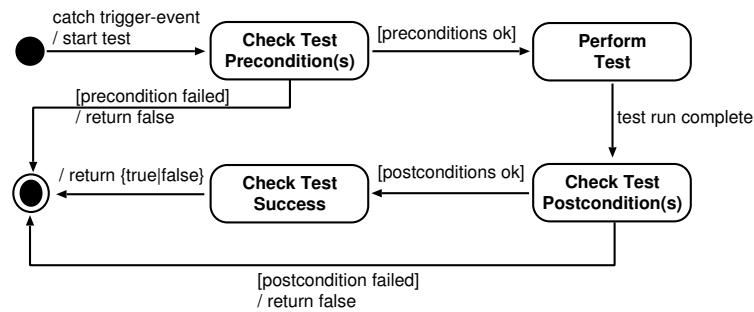 catch trigger-event
/ start test
Check Test
Precondition(s)
[preconditions ok]
Perform
Test
[precondition failed]
/ return false
test run complete
/ return {true|false}
Check Test
Success
[postconditions ok]
Check Test
Postcondition(s)
[postcondition failed]
/ return false